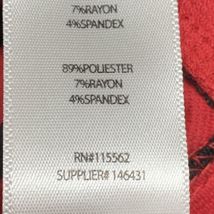 7%RAYON
4%SPANDEX
89%POLIESTER
7%RAYON
4%SPANDEX
RN#115562
SUPPLIER# 146431